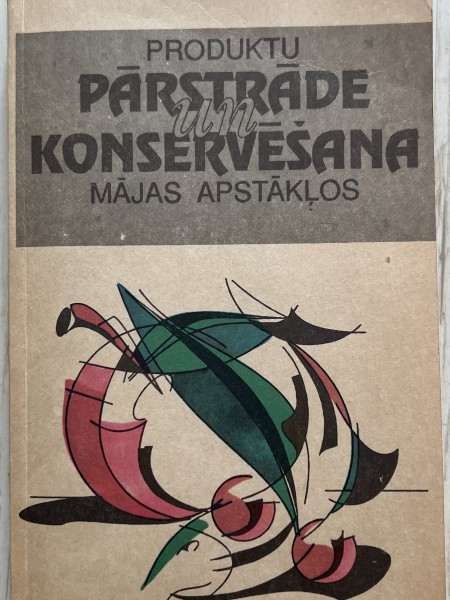 PRODUKTU
PĀRSTRĀDE
un
KONSERVĒŠANA
MĀJAS APSTĀKĻOS